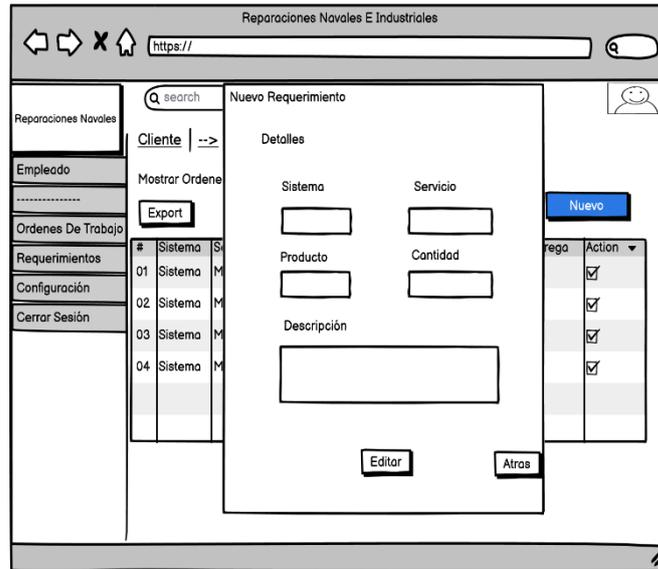 Reparaciones Navales E Industriales
https://
search
Nuevo Requerimiento
Reparaciones Navales
Cliente -->
Detalles
Empleado
Mostrar Ordene
Sistema Servicio
---------------
Export
Nuevo
Ordenes De Trabajo
# Sistema rega Action
Requerimientos
Producto Cantidad
01 Sistema M
Configuración
02 Sistema M
Cerrar Sesión
Descripción
03 Sistema M
04 Sistema M
Editar Atras